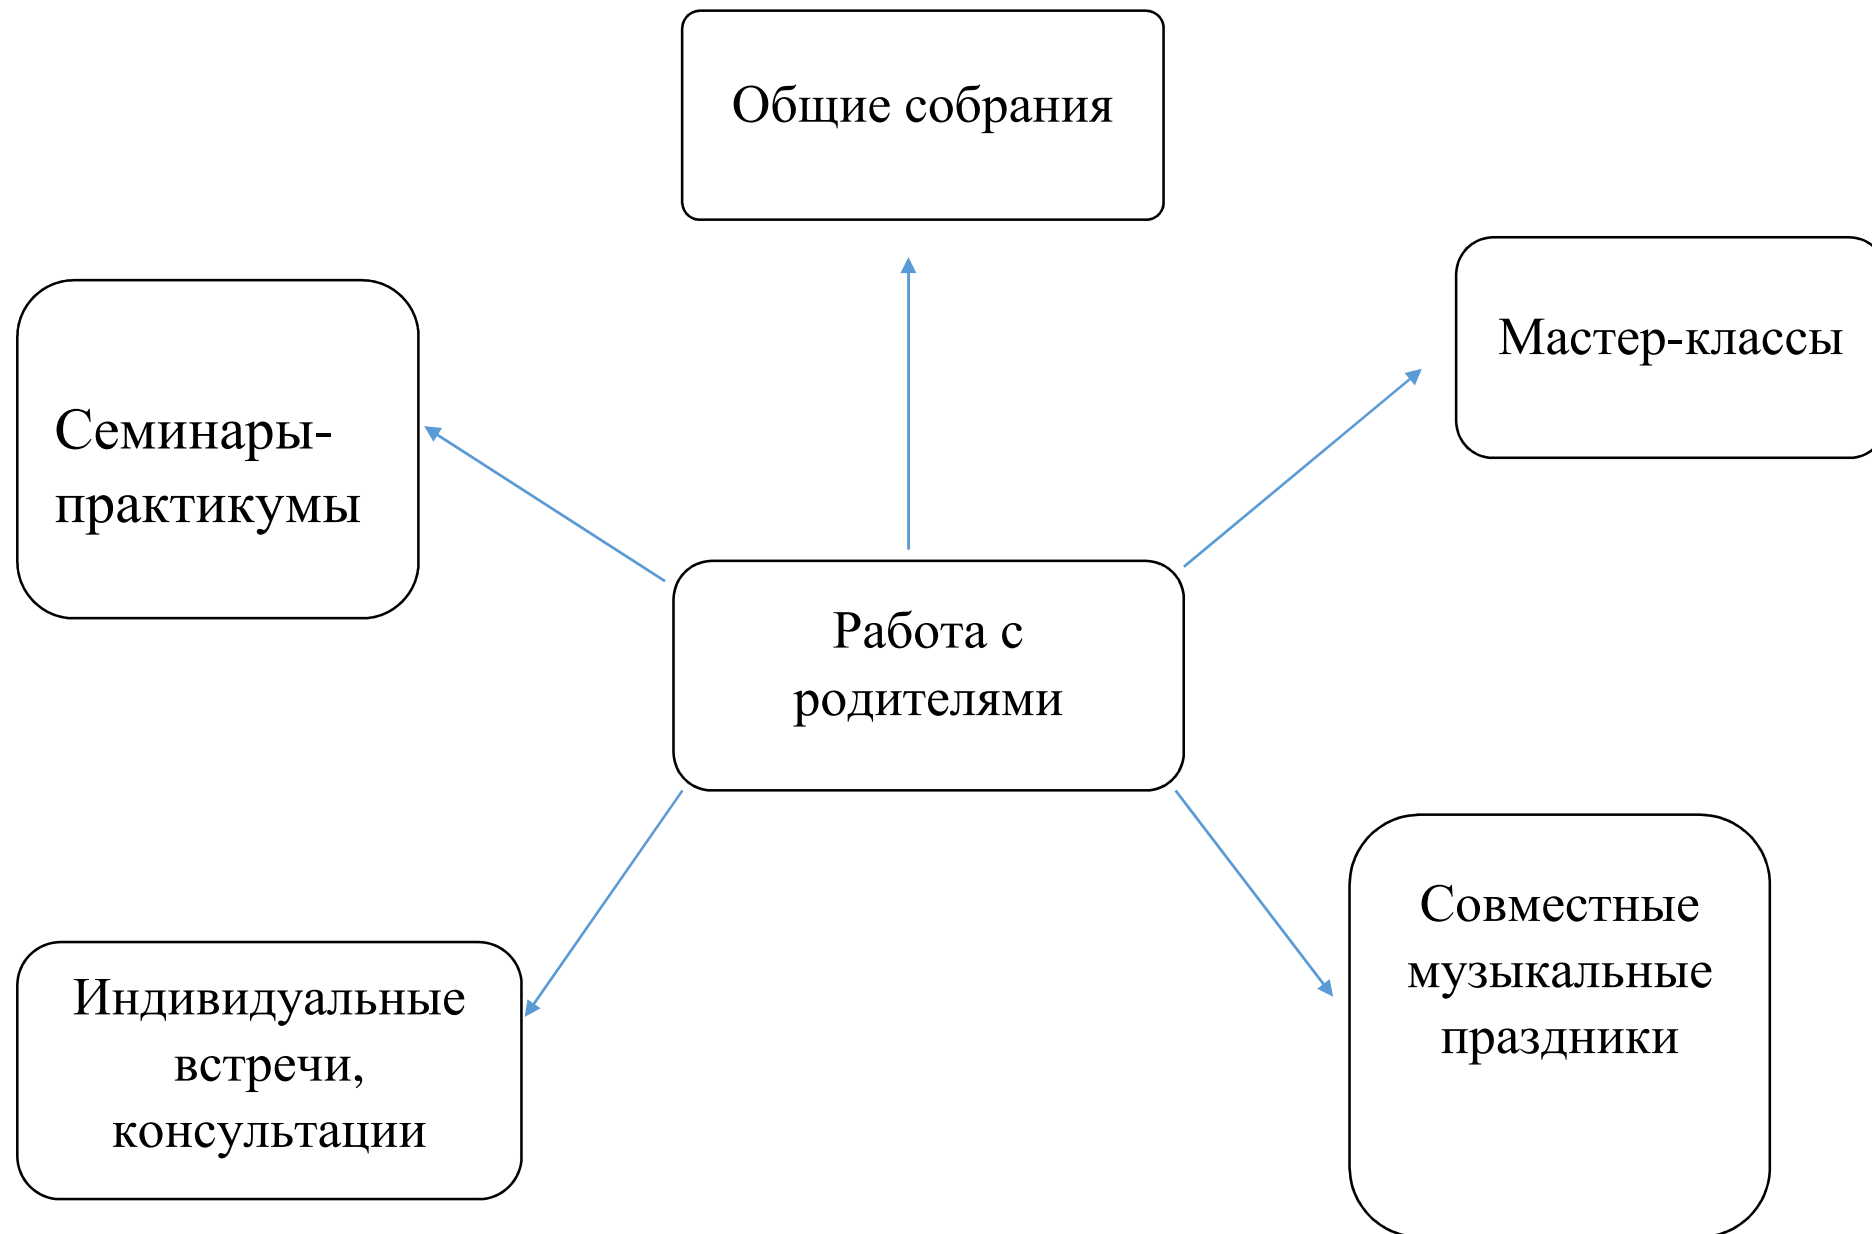 Общие собрания
Мастер-классы
Семинары-
практикумы
Работа с
родителями
Совместные
музыкальные
праздники
Индивидуальные
встречи,
консультации